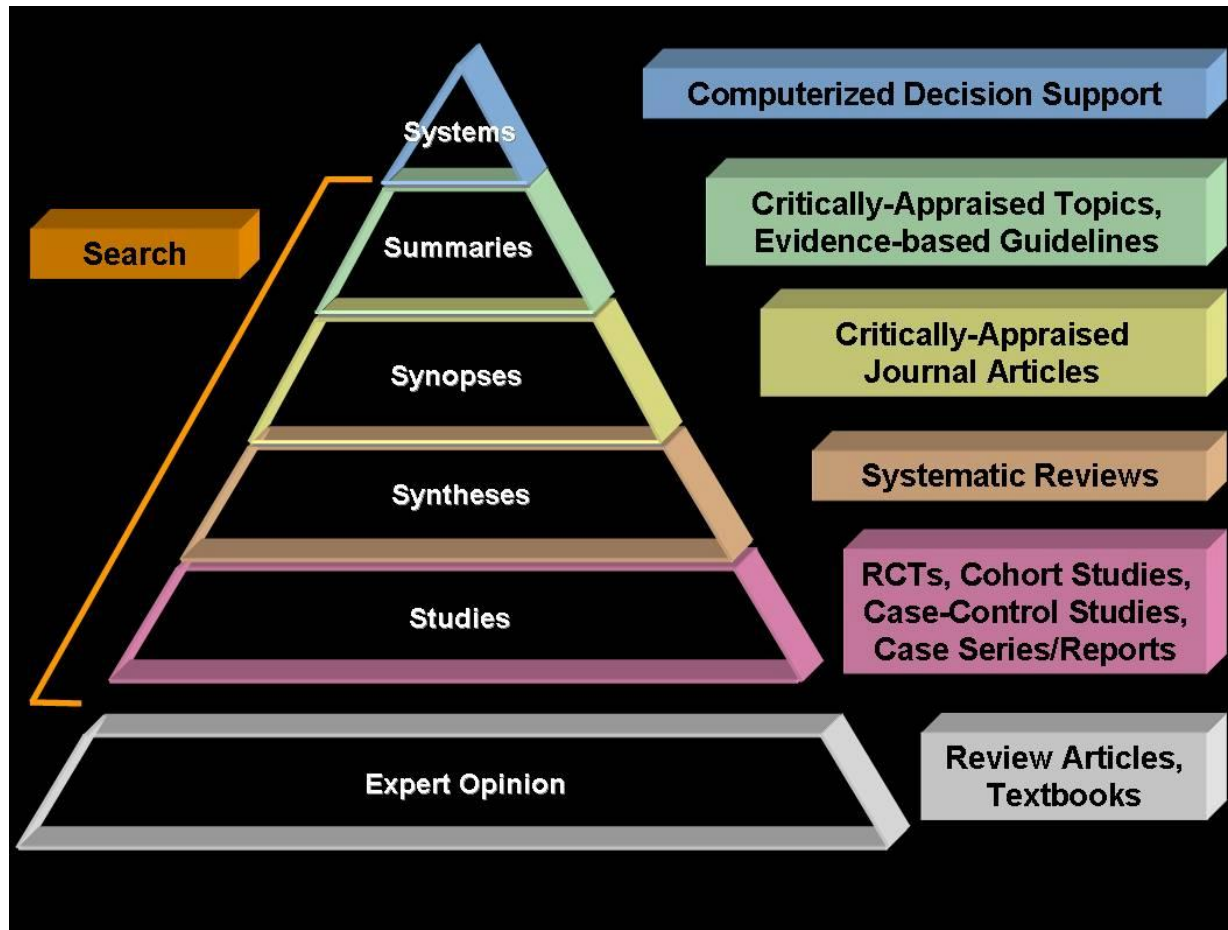 Systems
Computerized Decision Support
Search
Summaries
Critically-Appraised Topics,
Evidence-based Guidelines
Synopses
Critically-Appraised
Journal Articles
Syntheses
Systematic Reviews
Studies
RCTs, Cohort Studies,
Case-Control Studies,
Case Series/Reports
Expert Opinion
Review Articles,
Textbooks